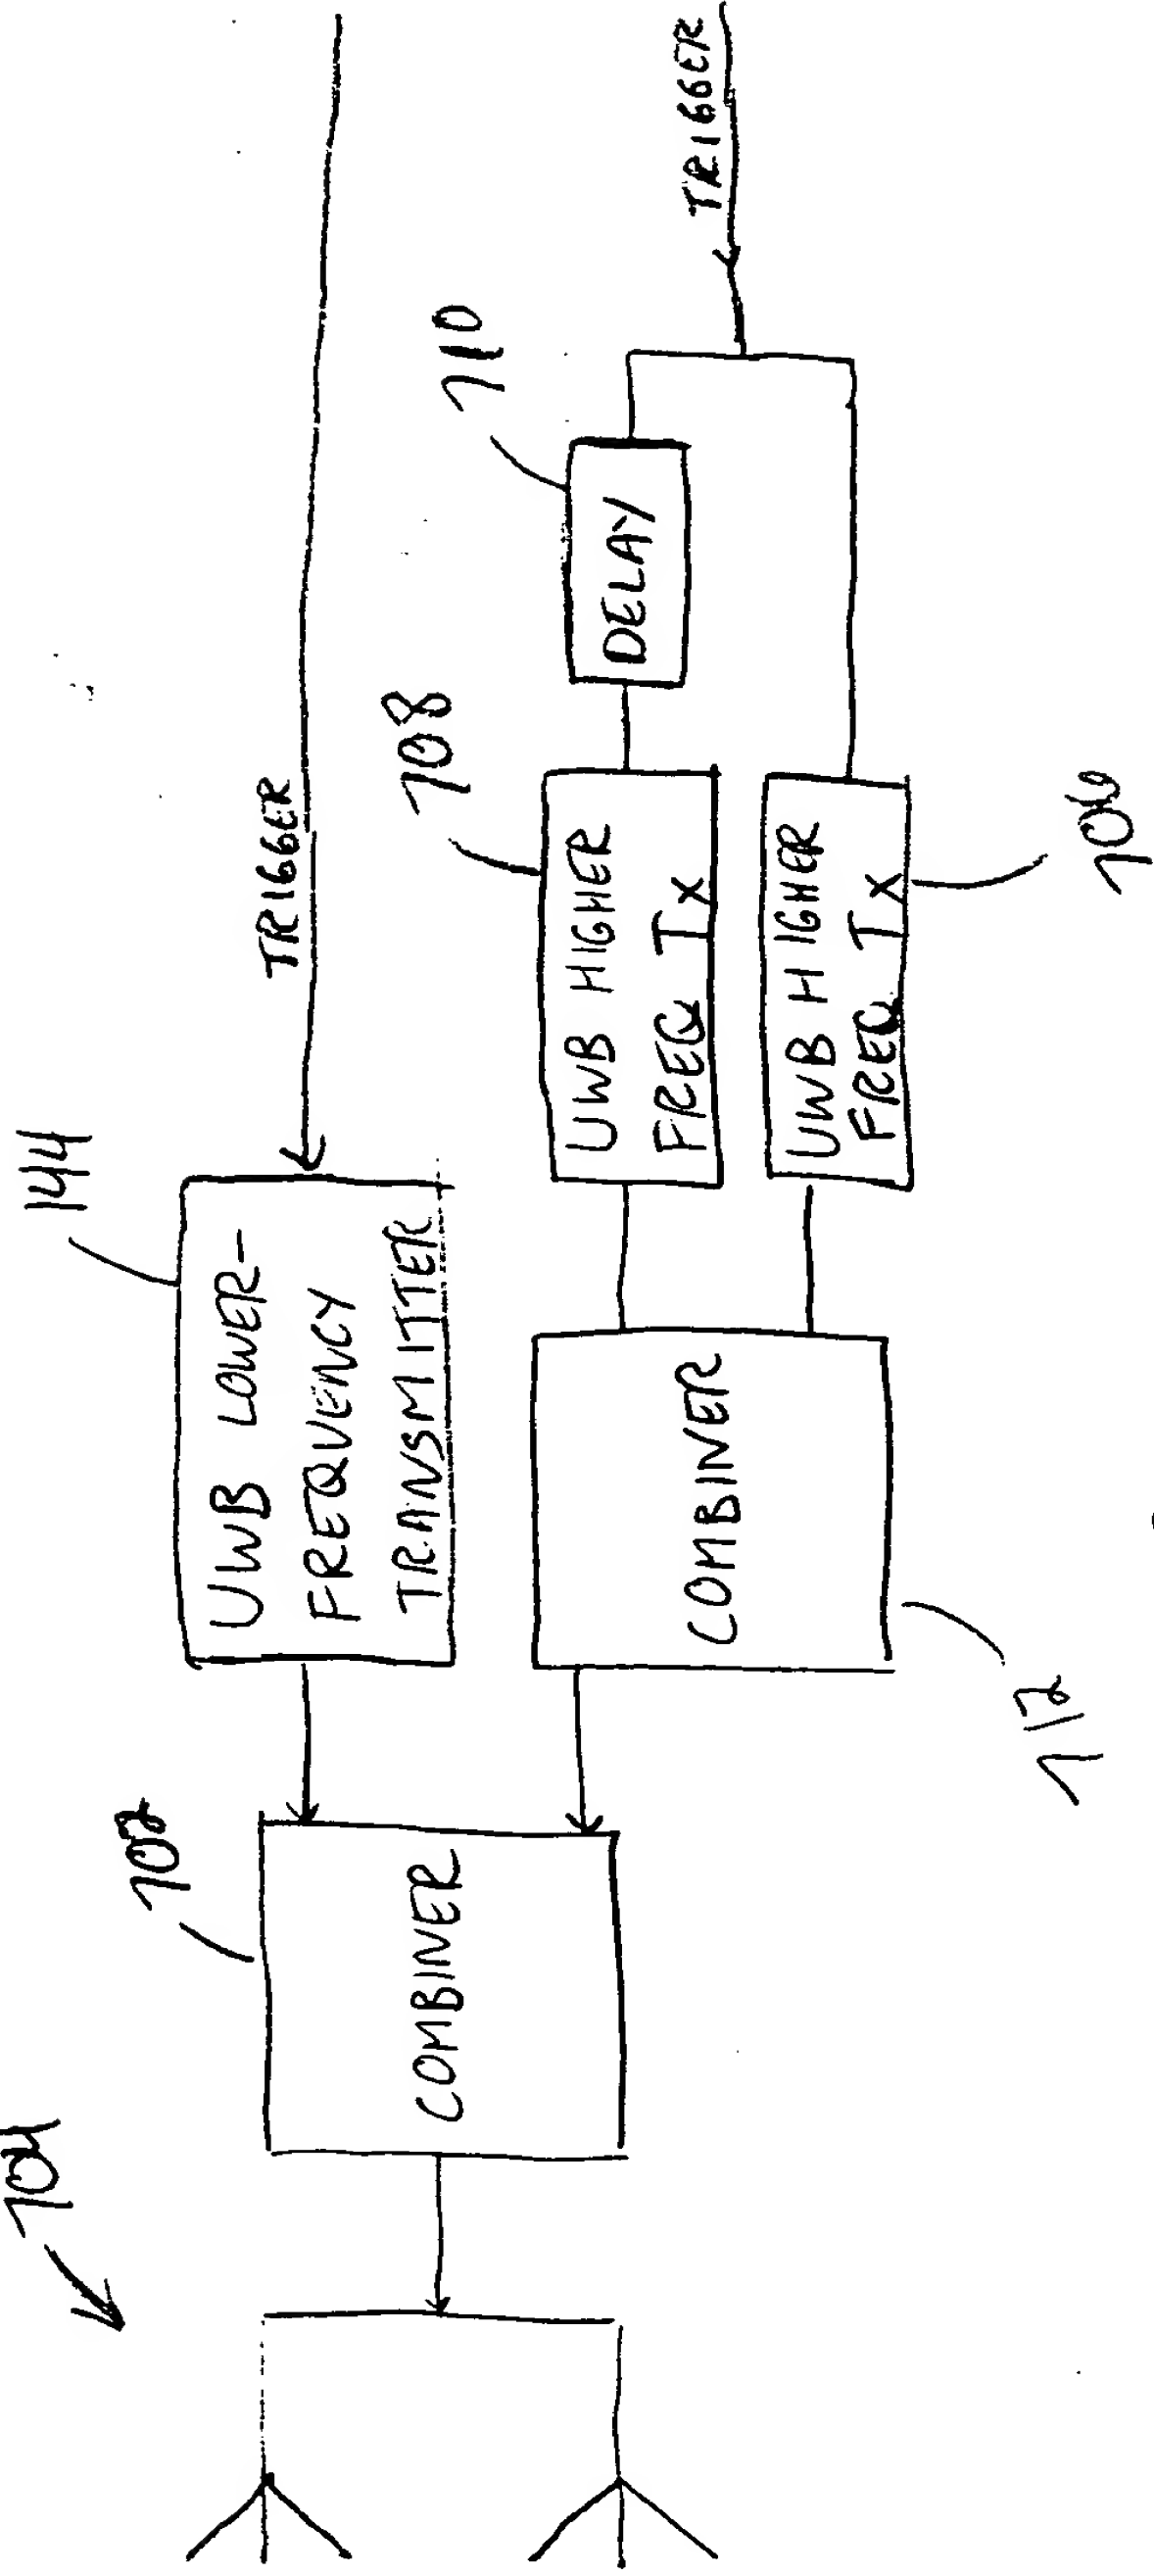 704
144
702
UWB LOWER-
FREQUENCY
TRANSMITTER
TRIGGER
COMBINER
708
710
UWB HIGHER
FREQ Tx
DELAY
TRIGGER
COMBINER
UWB HIGHER
FREQ Tx
712
706